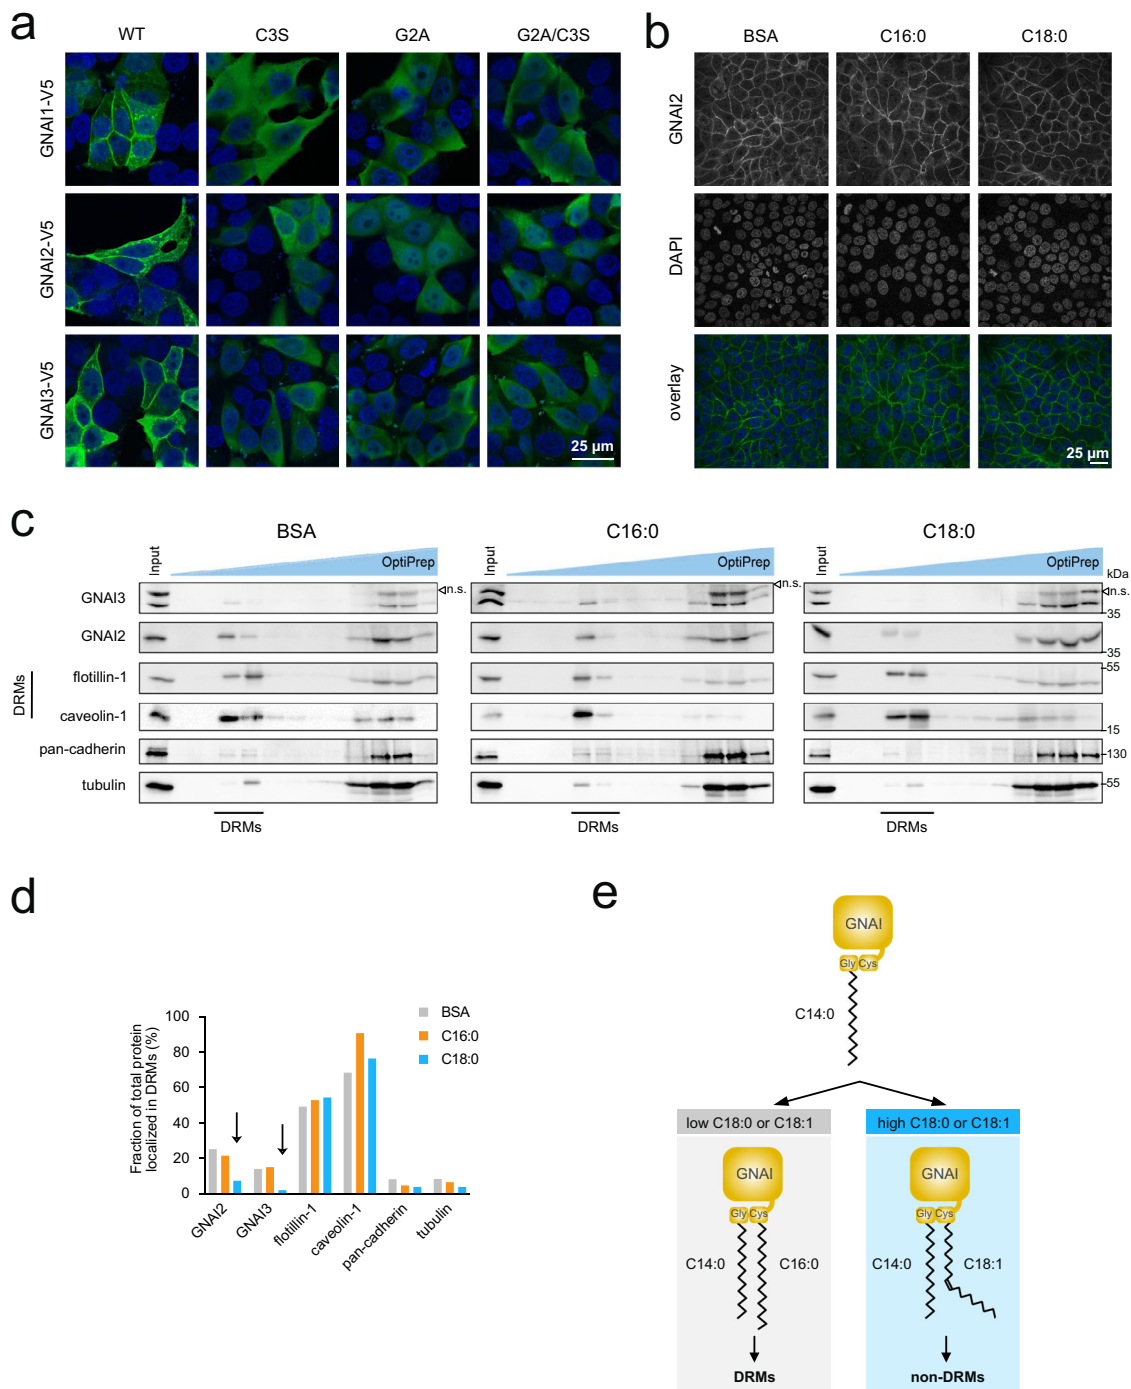 a
WT C3S G2A G2A/C3S
GNAI1-V5
GNAI2-V5
GNAI3-V5
25 µm
b
BSA C16:0 C18:0
GNAI2
DAPI
overlay
25 µm
c
BSA C16:0 C18:0
Input OptiPrep Input OptiPrep Input OptiPrep
kDa
GNAI3 n.s. n.s. n.s.
35
GNAI2
35
DRMs
flotillin-1 55
caveolin-1
15
pan-cadherin 130
tubulin 55
DRMs DRMs DRMs
d
Fraction of total protein
localized in DRMs (%)
100
80
60
40
20
0
BSA
C16:0
C18:0
GNAI2 GNAI3 flotillin-1 caveolin-1 pan-cadherin tubulin
e
GNAI
Gly Cys
C14:0
low C18:0 or C18:1 high C18:0 or C18:1
GNAI GNAI
Gly Cys Gly Cys
C14:0 C16:0 C14:0 C18:1
DRMs non-DRMs